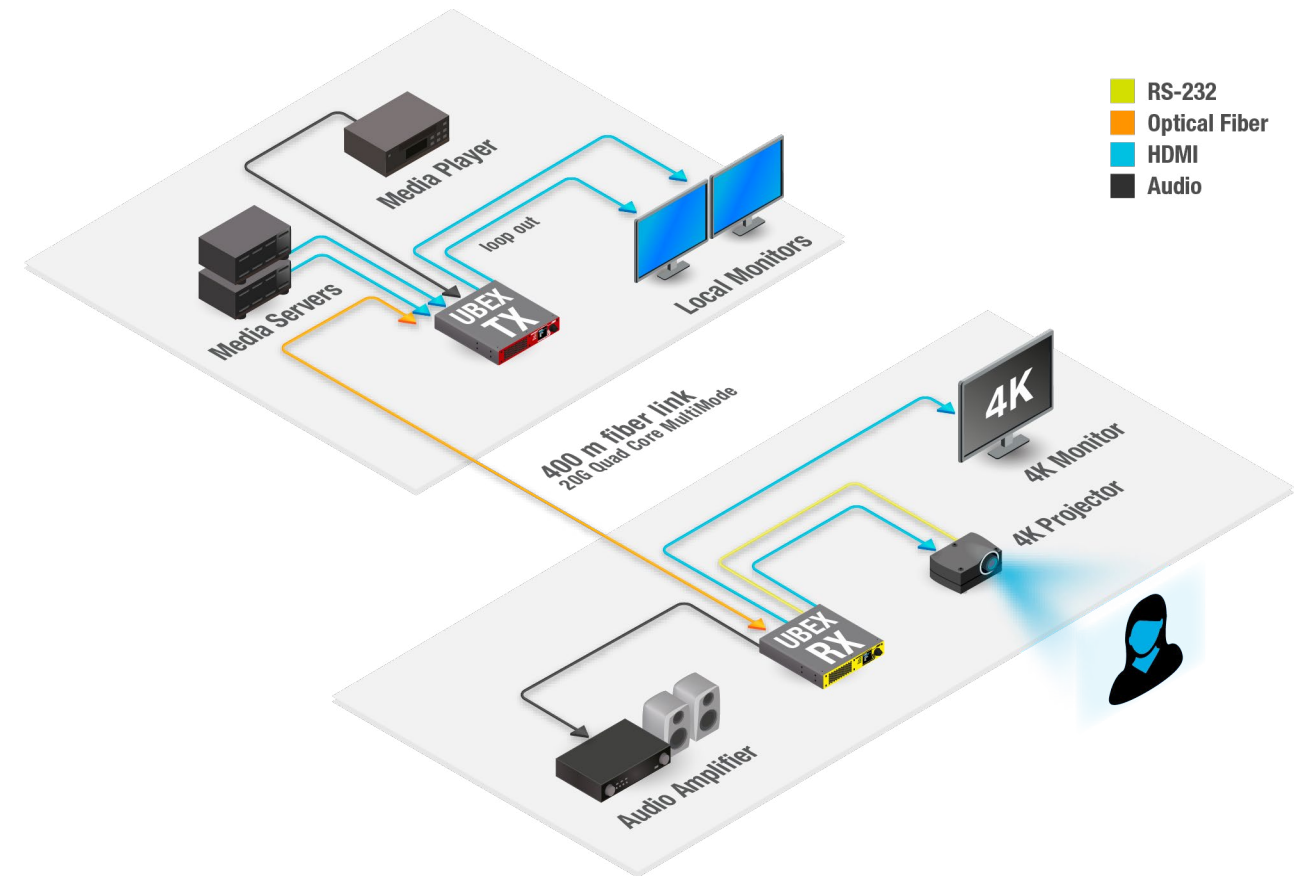 RS-232
Optical Fiber
HDMI
Audio
Media Player
loop out
Media Servers
UBEX
TX
Local Monitors
400 m fiber link
20G Quad Core MultiMode
4K
4K Monitor
4K Projector
UBEX
RX
Audio Amplifier